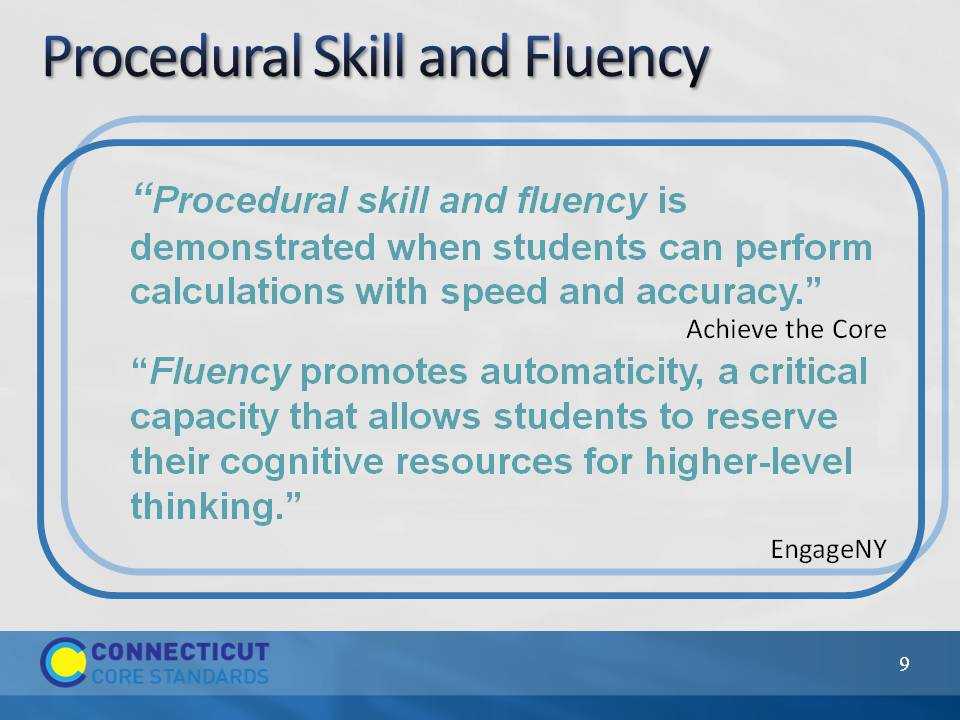 Procedural Skill and Fluency
“Procedural skill and fluency is
demonstrated when students can perform
calculations with speed and accuracy.”
Achieve the Core
“Fluency promotes automaticity, a critical
capacity that allows students to reserve
their cognitive resources for higher-level
thinking.”
EngageNY
CONNECTICUT
CORE STANDARDS
9